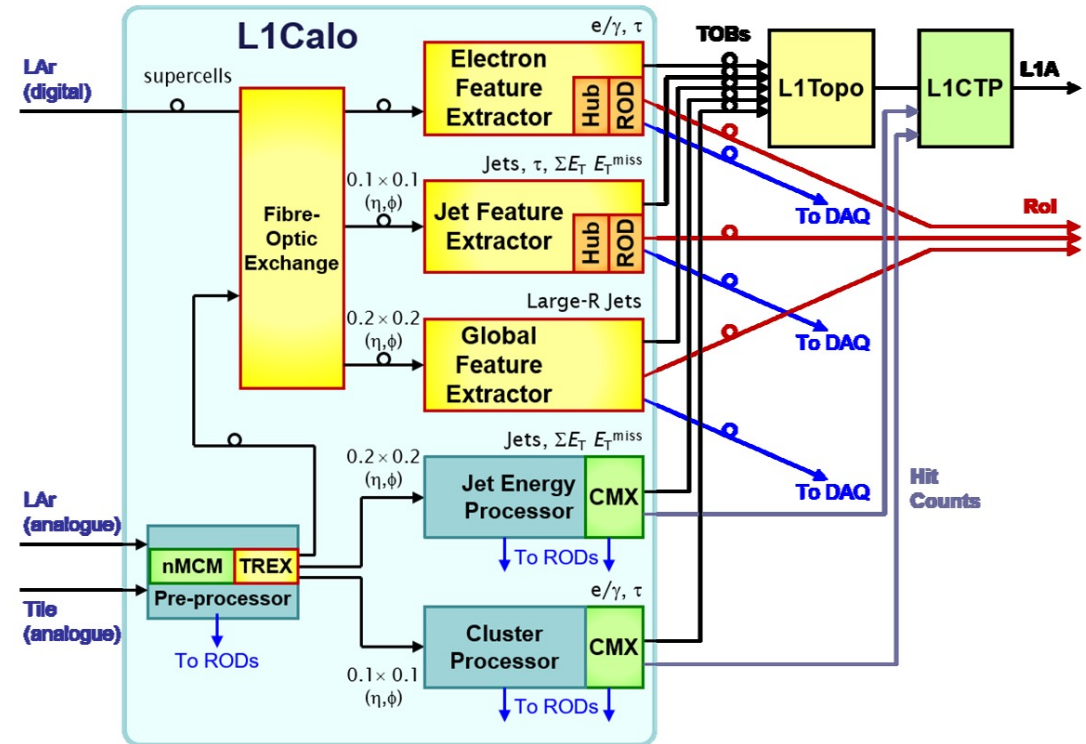 L1Calo
e/γ, τ
TOBs
LAr
(digital)
supercells
Electron
Feature
Extractor
Hub
ROD
L1Topo
L1CTP
L1A
Jets, τ, ΣE_T E_T^miss
0.1 × 0.1
(η,ϕ)
Jet Feature
Extractor
Hub
ROD
To DAQ
RoI
Fibre-
Optic
Exchange
Large-R Jets
0.2 × 0.2
(η,ϕ)
Global
Feature
Extractor
To DAQ
Jets, ΣE_T E_T^miss
0.2 × 0.2
(η,ϕ)
Jet Energy
Processor
CMX
To DAQ
Hit
Counts
LAr
(analogue)
To RODs
nMCM
TREX
Pre-processor
e/γ, τ
Tile
(analogue)
Cluster
Processor
CMX
To RODs
0.1 × 0.1
(η,ϕ)
To RODs